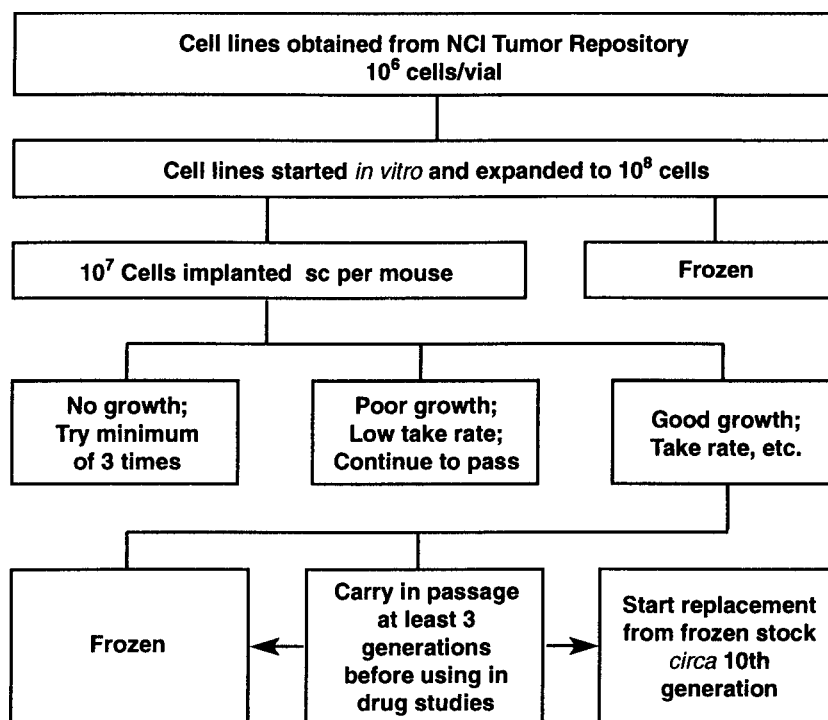 Cell lines obtained from NCI Tumor Repository
10⁶ cells/vial
Cell lines started in vitro and expanded to 10⁸ cells
10⁷ Cells implanted sc per mouse
Frozen
No growth;
Try minimum
of 3 times
Poor growth;
Low take rate;
Continue to pass
Good growth;
Take rate, etc.
Frozen
Carry in passage
at least 3
generations
before using in
drug studies
Start replacement
from frozen stock
circa 10th
generation